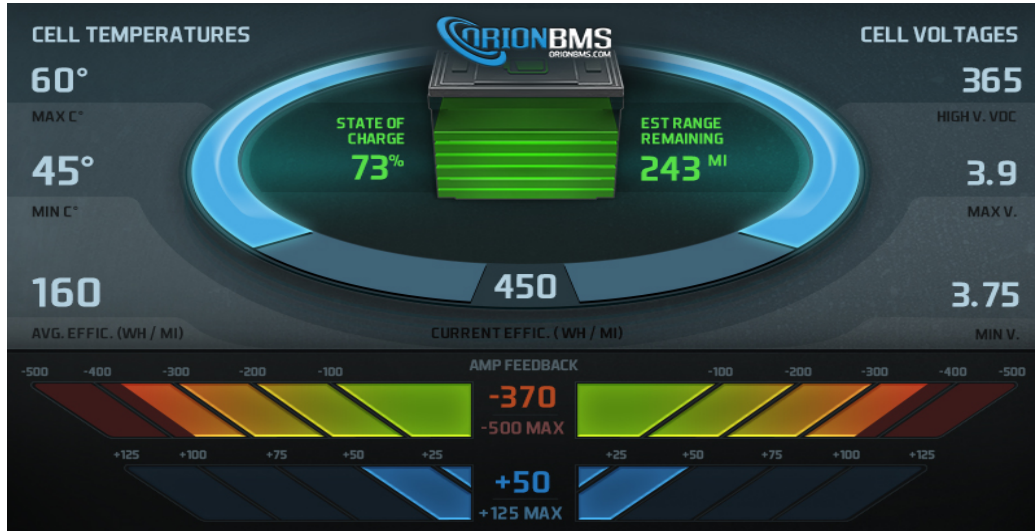 CELL TEMPERATURES
ORIONBMS
ORIONBMS.COM
CELL VOLTAGES
60°
MAX C°
45°
MIN C°
160
AVG. EFFIC. (WH / MI)
STATE OF
CHARGE
73%
EST RANGE
REMAINING
243 MI
365
HIGH V. VDC
3.9
MAX V.
3.75
MIN V.
450
CURRENT EFFIC. (WH / MI)
AMP FEEDBACK
-500 -400 -300 -200 -100 -100 -200 -300 -400 -500
-370
-500 MAX
+125 +100 +75 +50 +25 +25 +50 +75 +100 +125
+50
+125 MAX